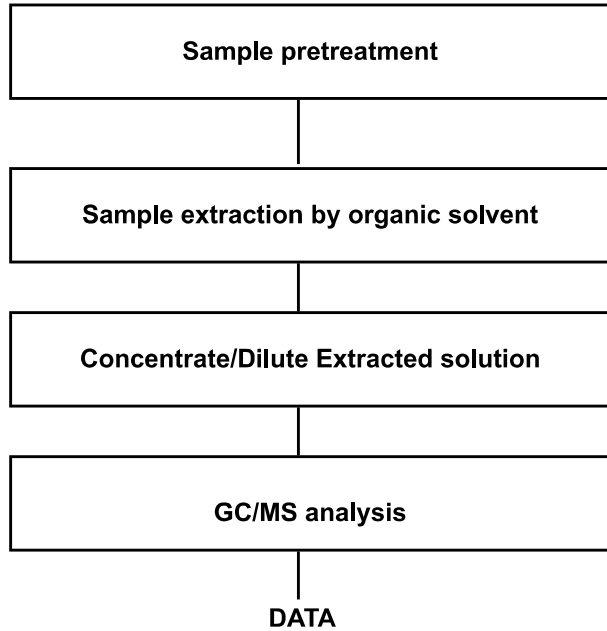 Sample pretreatment
Sample extraction by organic solvent
Concentrate/Dilute Extracted solution
GC/MS analysis
DATA